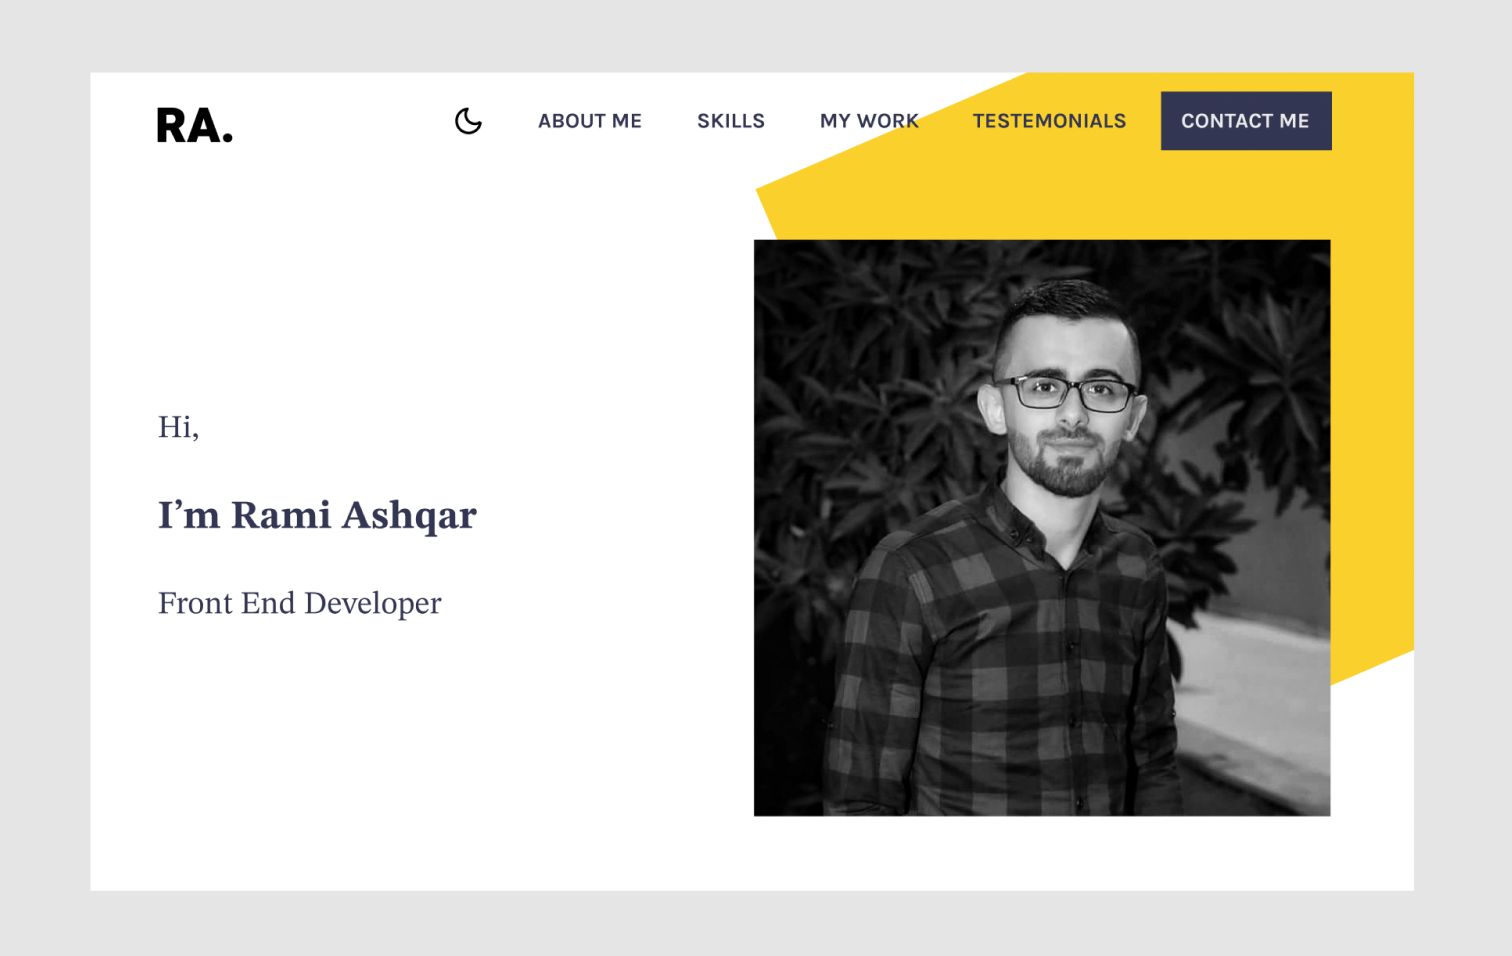 RA.
ABOUT ME
SKILLS
MY WORK
TESTEMONIALS
CONTACT ME
Hi,
I’m Rami Ashqar
Front End Developer